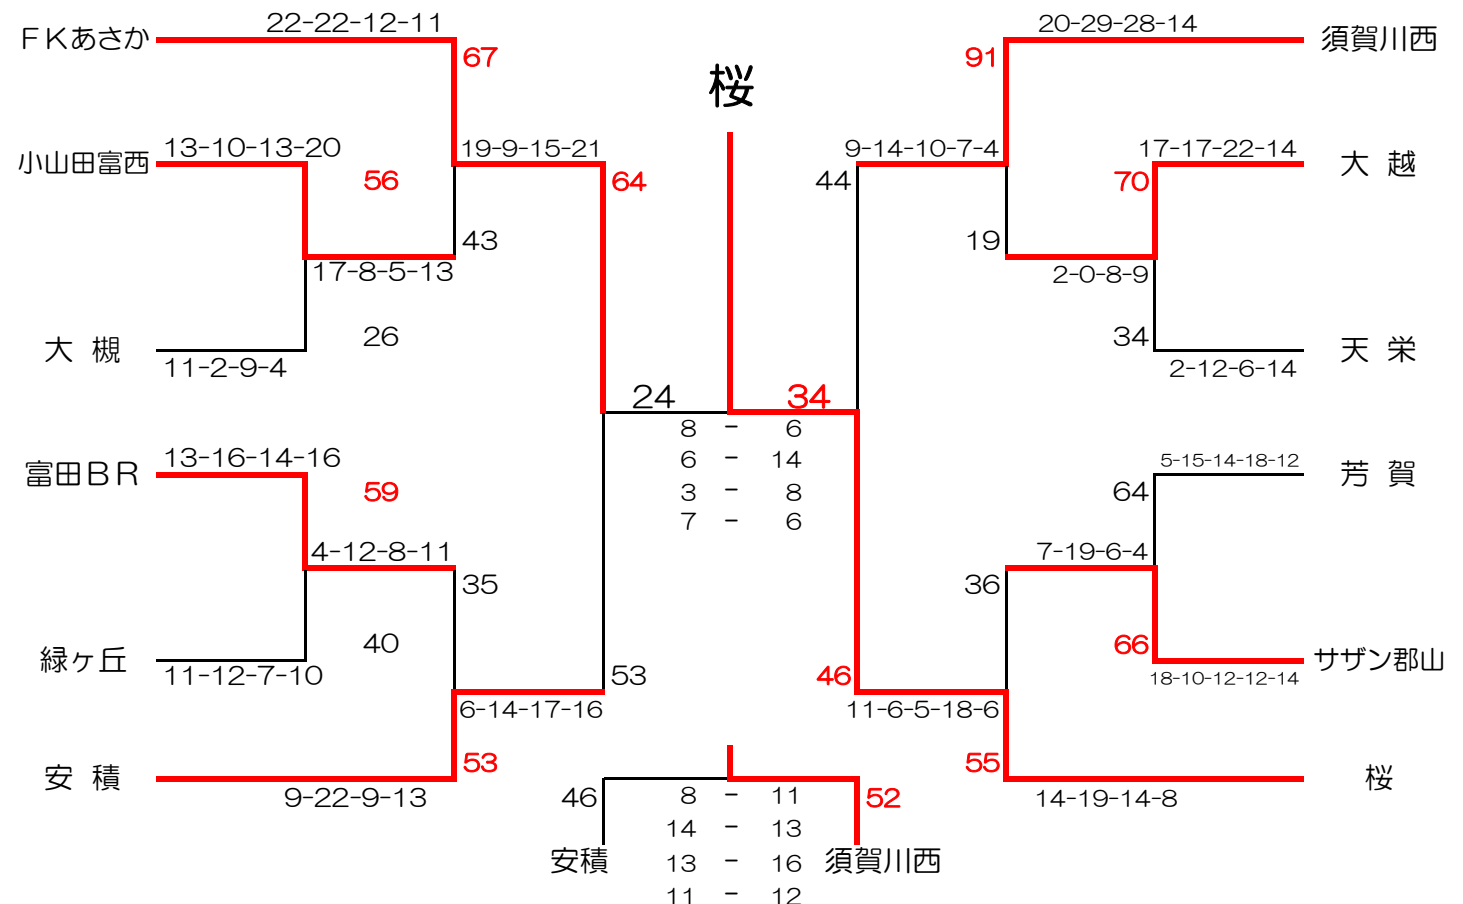 22-22-12-11
20-29-28-14
ＦＫあさか
67
桜
91
須賀川西
13-10-13-20
19-9-15-21
9-14-10-7-4
17-17-22-14
小山田富西
56
64
44
70
大 越
43
19
17-8-5-13
2-0-8-9
26
34
大 槻
天 栄
11-2-9-4
2-12-6-14
24
34
8 - 6
6 - 14
3 - 8
7 - 6
13-16-14-16
5-15-14-18-12
富田ＢＲ
59
64
芳 賀
4-12-8-11
7-19-6-4
35
36
40
66
緑ヶ丘
サザン郡山
11-12-7-10
53
46
18-10-12-12-14
6-14-17-16
11-6-5-18-6
安 積
53
55
桜
9-22-9-13
14-19-14-8
46
52
8 - 11
14 - 13
13 - 16
11 - 12
安積
須賀川西